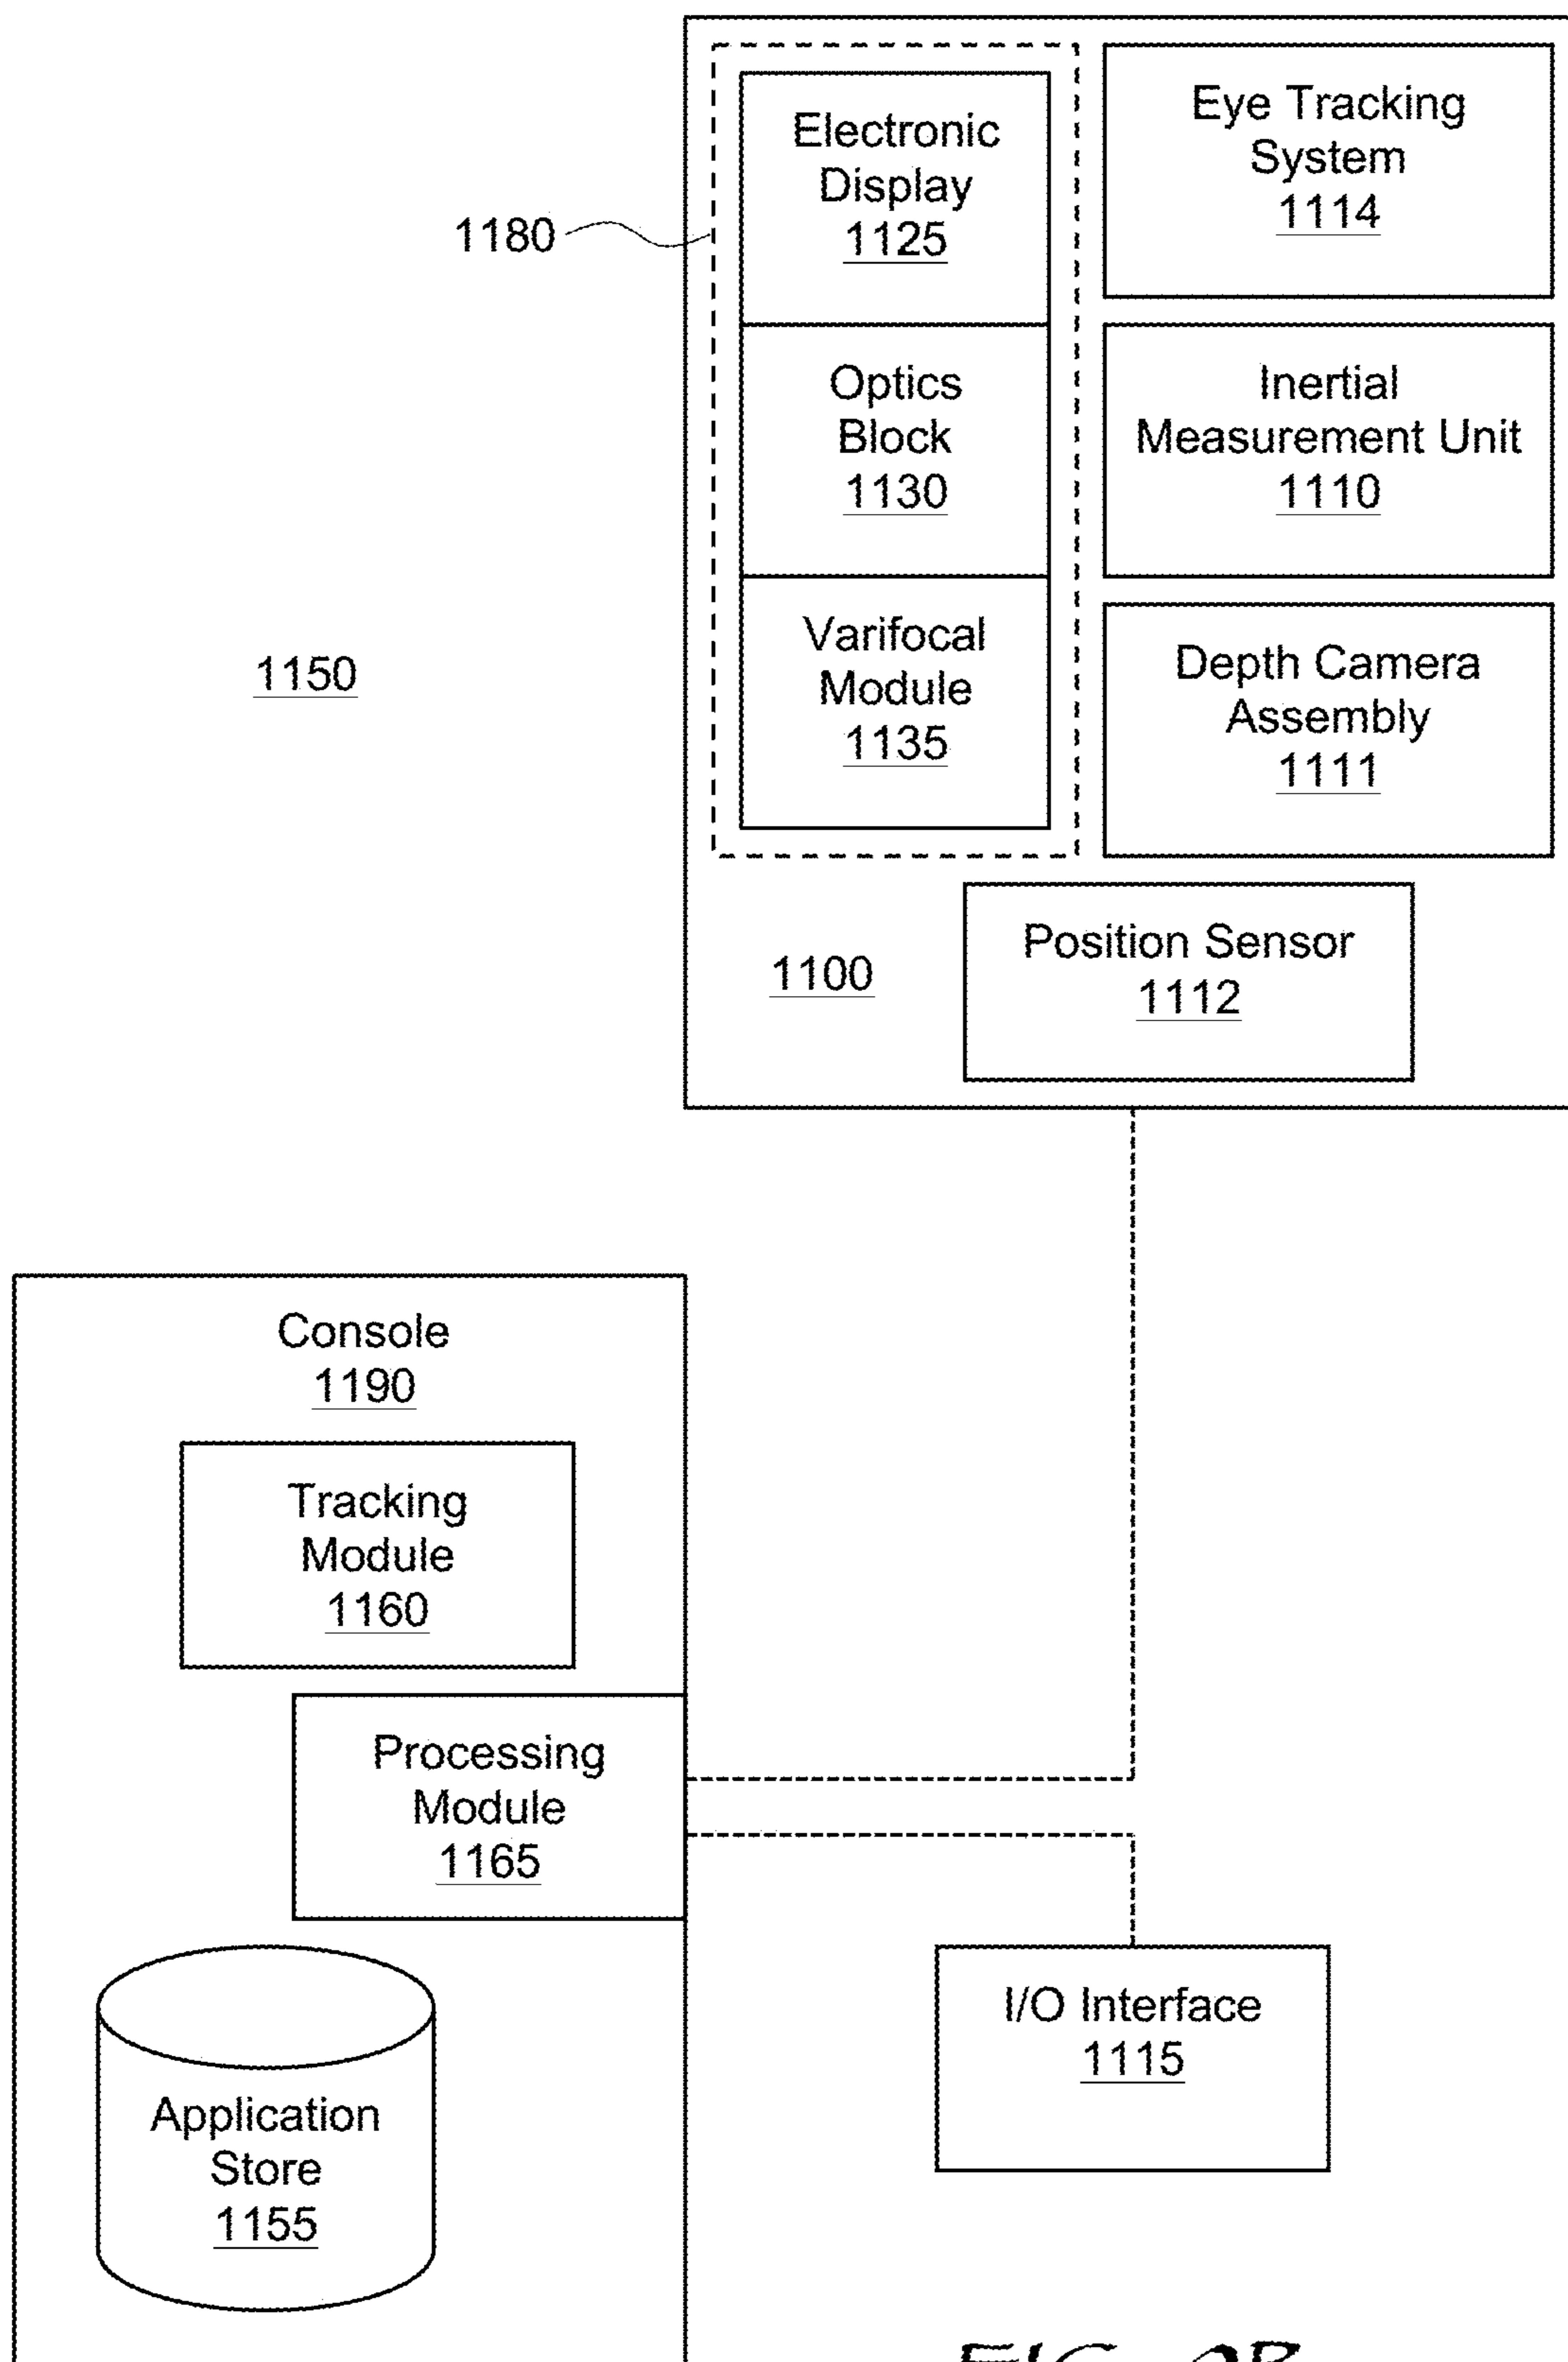 Electronic
Display
1125
Eye Tracking
System
1114
1180
Optics
Block
1130
Inertial
Measurement Unit
1110
Varifocal
Module
1135
Depth Camera
Assembly
1111
1150
Position Sensor
1112
1100
Console
1190
Tracking
Module
1160
Processing
Module
1165
I/O Interface
1115
Application
Store
1155